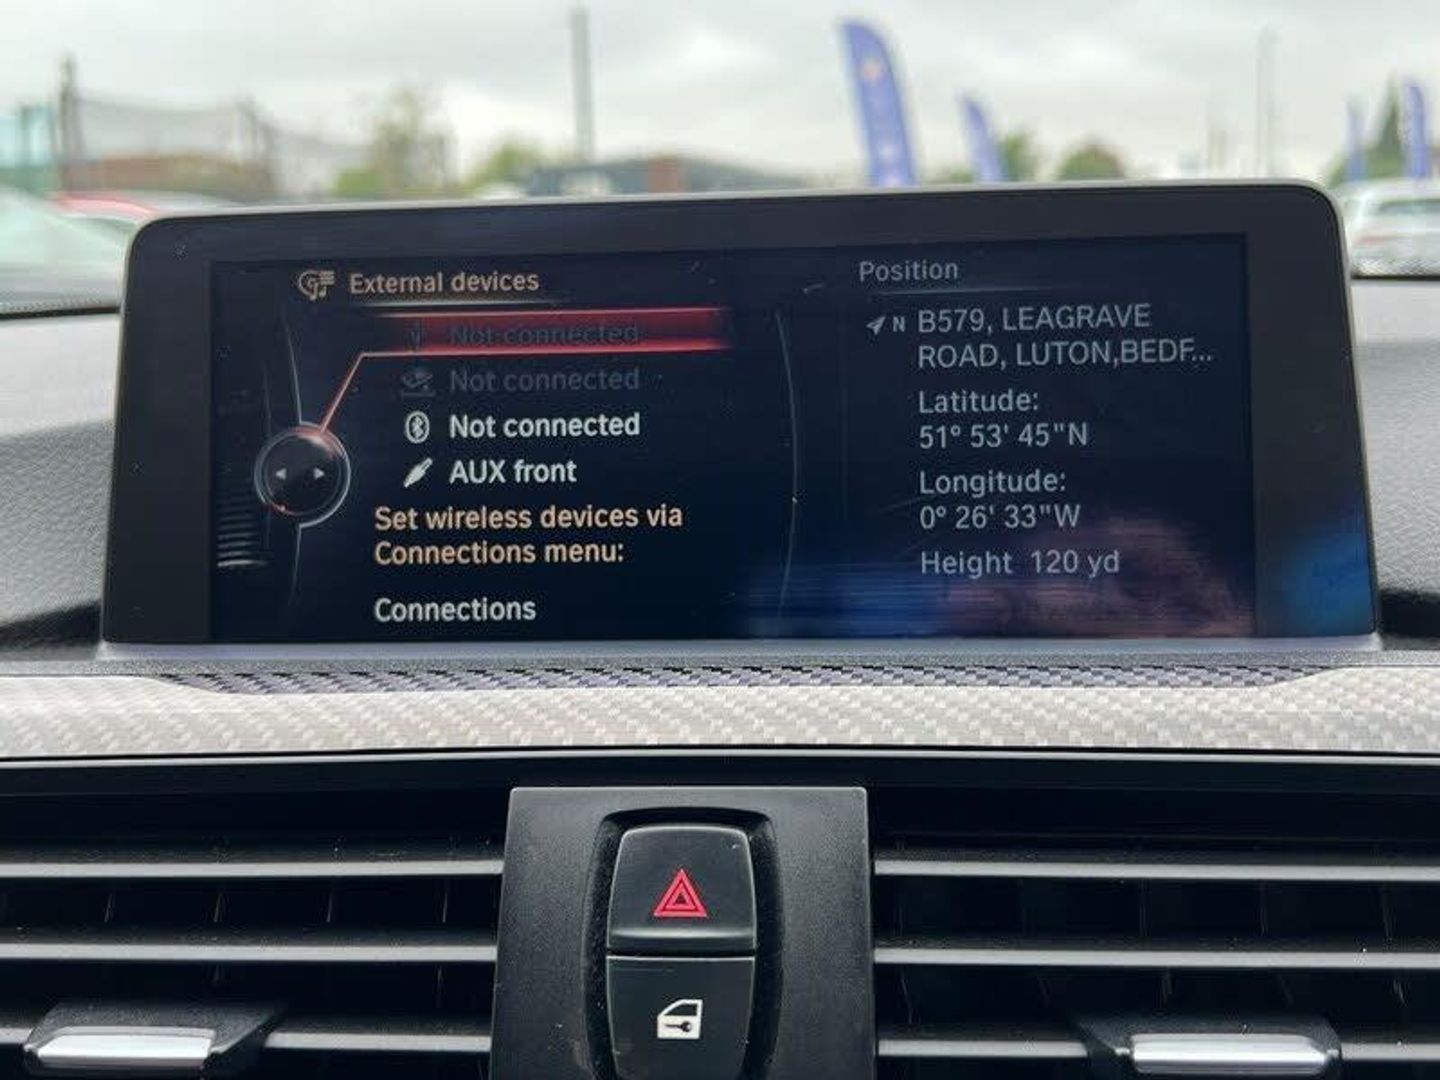 External devices
Not connected
Not connected
Not connected
AUX front
Set wireless devices via
Connections menu:
Connections
Position
N B579, LEAGRAVE
ROAD, LUTON,BEDF...
Latitude:
51° 53' 45"N
Longitude:
0° 26' 33"W
Height 120 yd